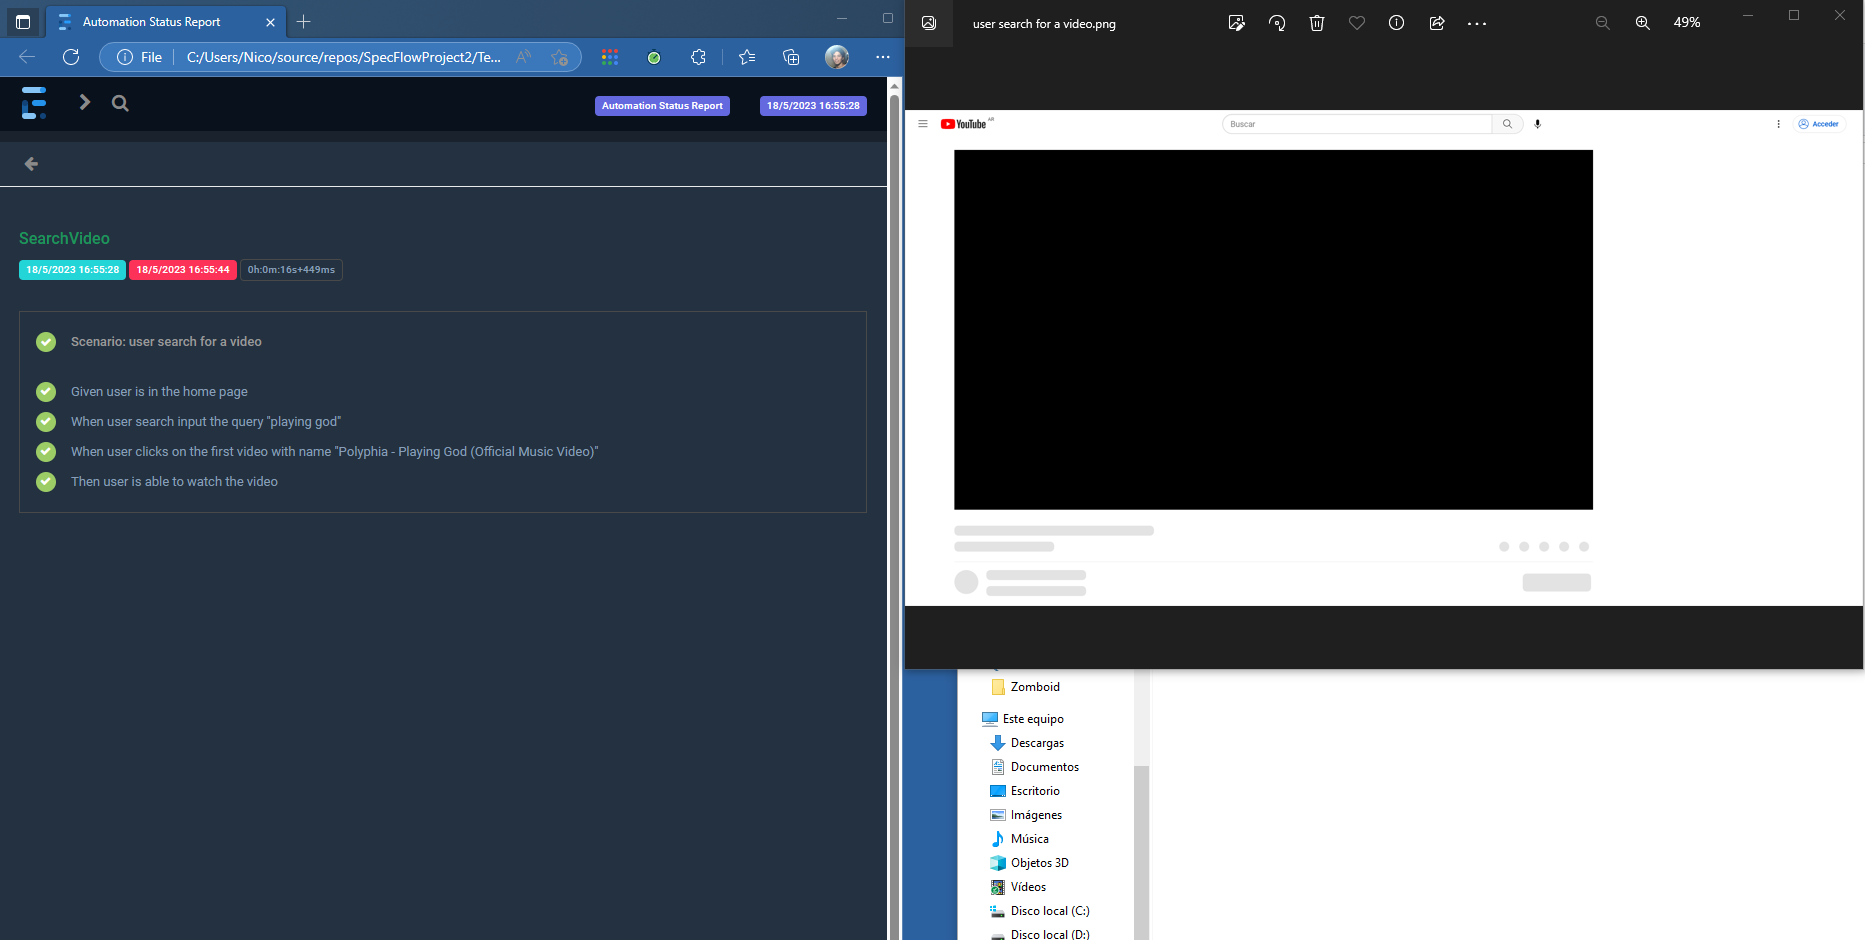 Automation Status Report
File
C:/Users/Nico/source/repos/SpecFlowProject2/Te...
Automation Status Report
18/5/2023 16:55:28
SearchVideo
18/5/2023 16:55:28
18/5/2023 16:55:44
0h:0m:16s+449ms
Scenario: user search for a video
Given user is in the home page
When user search input the query "playing god"
When user clicks on the first video with name "Polyphia - Playing God (Official Music Video)"
Then user is able to watch the video
user search for a video.png
49%
YouTube AR
Buscar
Acceder
Zomboid
Este equipo
Descargas
Documentos
Escritorio
Imágenes
Música
Objetos 3D
Vídeos
Disco local (C:)
Disco local (D:)